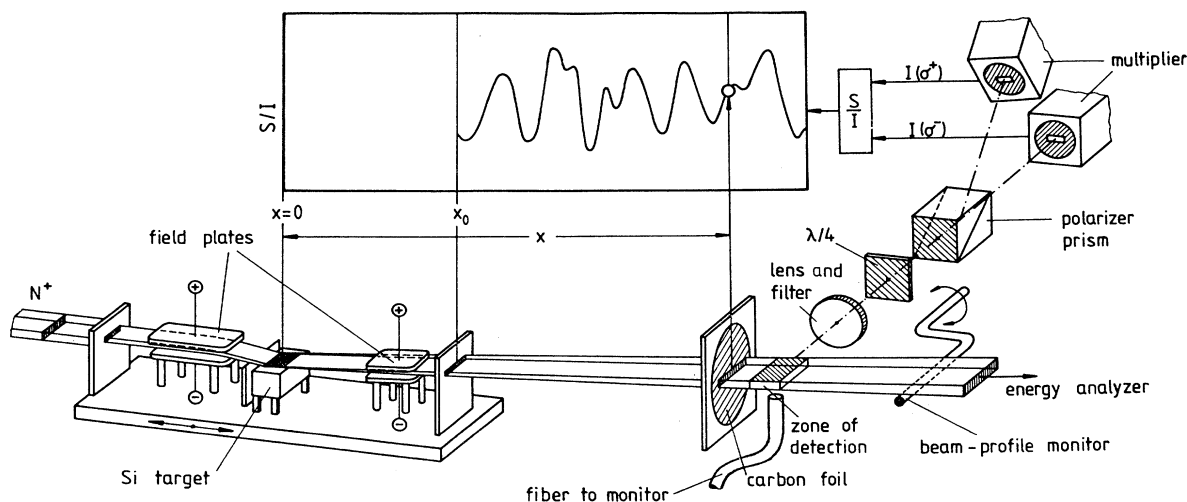 S/I
x=0
x₀
x
S
I
I(σ⁺)
I(σ⁻)
multiplier
polarizer
prism
λ/4
lens and
filter
field plates
N⁺
⊕
⊖
⊕
⊖
Si target
fiber to monitor
carbon foil
zone of
detection
beam-profile monitor
energy analyzer